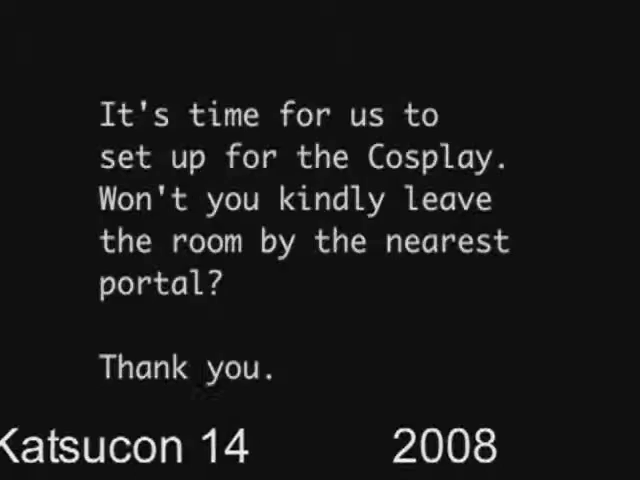 It's time for us to
set up for the Cosplay.
Won't you kindly leave
the room by the nearest
portal?
Thank you.
Katsucon 14 2008